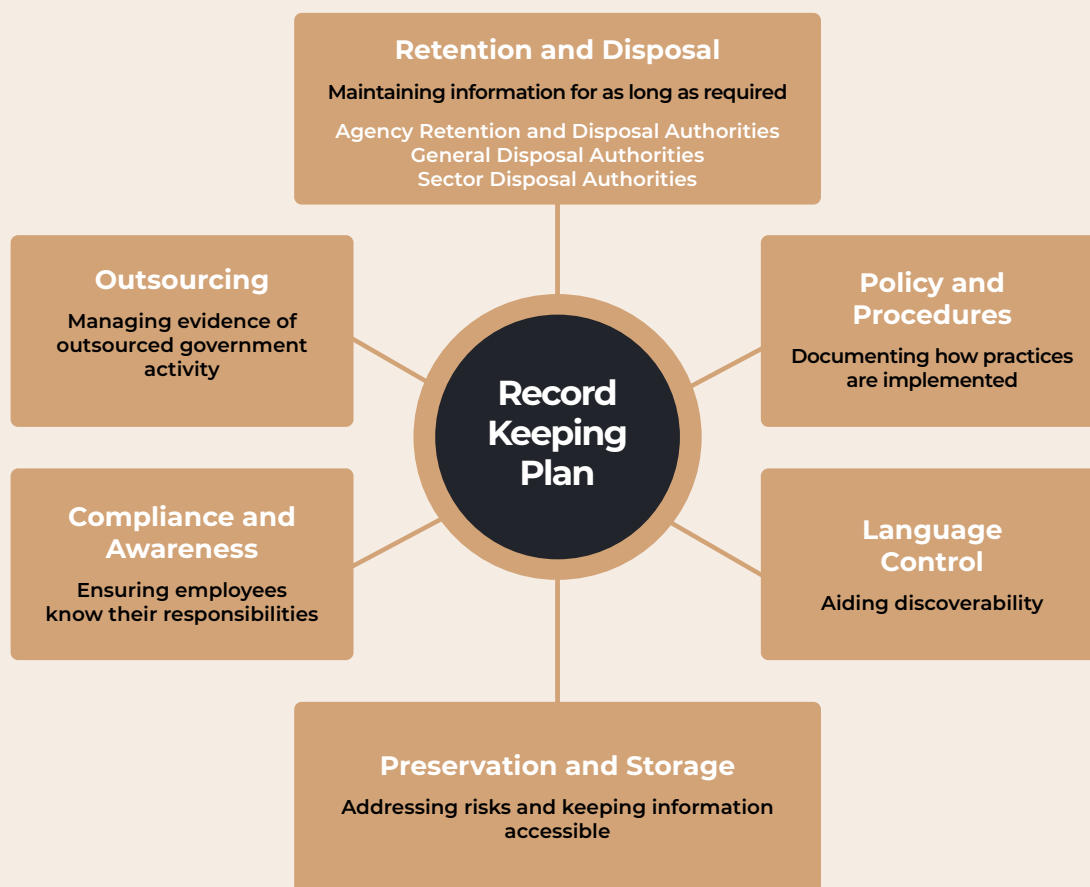 Retention and Disposal
Maintaining information for as long as required
Agency Retention and Disposal Authorities
General Disposal Authorities
Sector Disposal Authorities
Outsourcing
Managing evidence of
outsourced government
activity
Policy and
Procedures
Documenting how practices
are implemented
Record
Keeping
Plan
Compliance and
Awareness
Ensuring employees
know their responsibilities
Language
Control
Aiding discoverability
Preservation and Storage
Addressing risks and keeping information
accessible